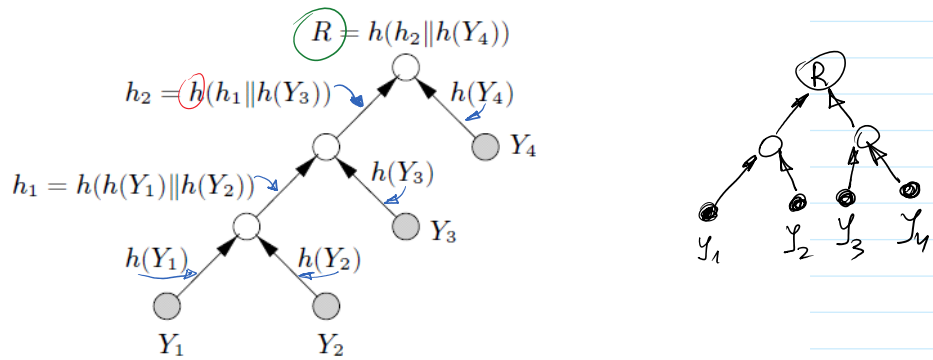 R = h(h₂‖h(Y₄))
h₂ = h(h₁‖h(Y₃))
h(Y₄)
Y₄
h₁ = h(h(Y₁)‖h(Y₂))
h(Y₃)
Y₃
h(Y₁)
h(Y₂)
Y₁
Y₂
R
Y₁
Y₂
Y₃
Y₄